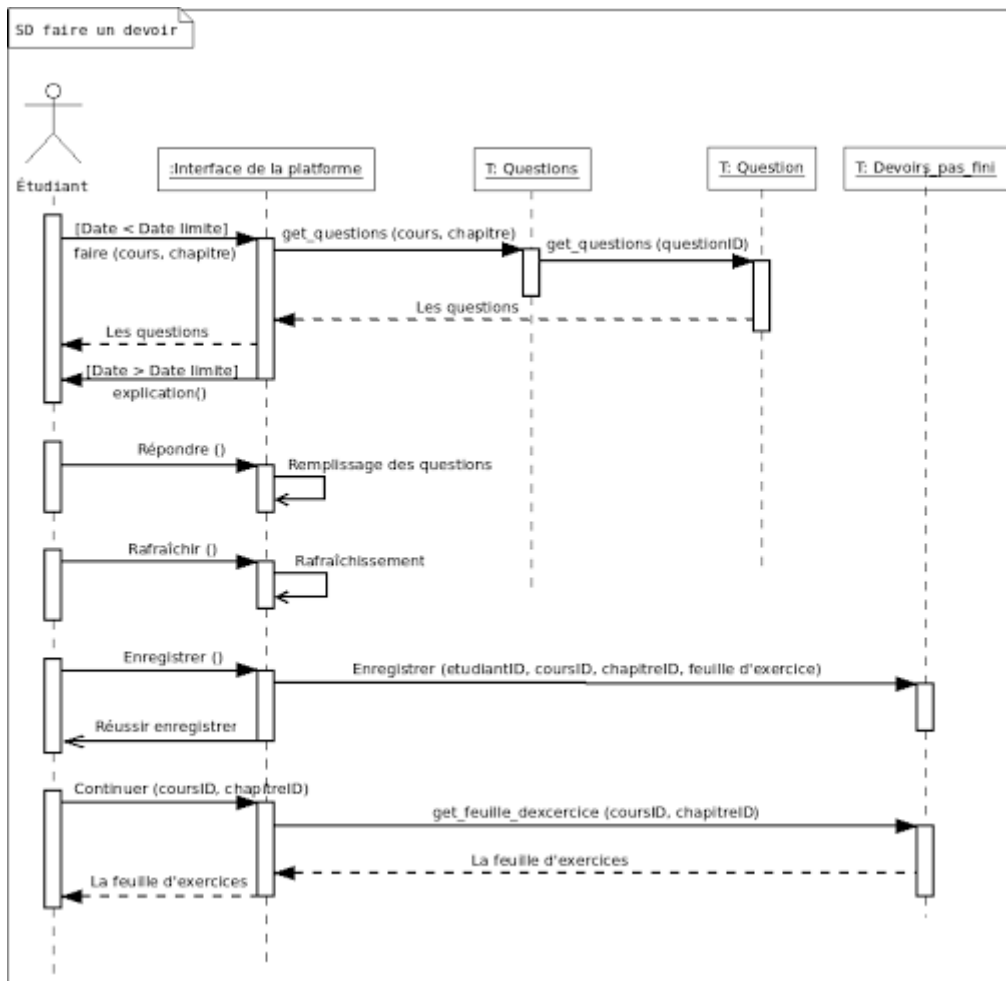 SD faire un devoir
Étudiant
:Interface de la platforme
T: Questions
T: Question
T: Devoirs_pas_fini
[Date < Date limite]
faire (cours, chapitre)
get_questions (cours, chapitre)
get_questions (questionID)
Les questions
Les questions
[Date > Date limite]
explication()
Répondre ()
Remplissage des questions
Rafraîchir ()
Rafraîchissement
Enregistrer ()
Enregistrer (etudiantID, coursID, chapitreID, feuille d'exercice)
Réussir enregistrer
Continuer (coursID, chapitreID)
get_feuille_dexcercice (coursID, chapitreID)
La feuille d'exercices
La feuille d'exercices